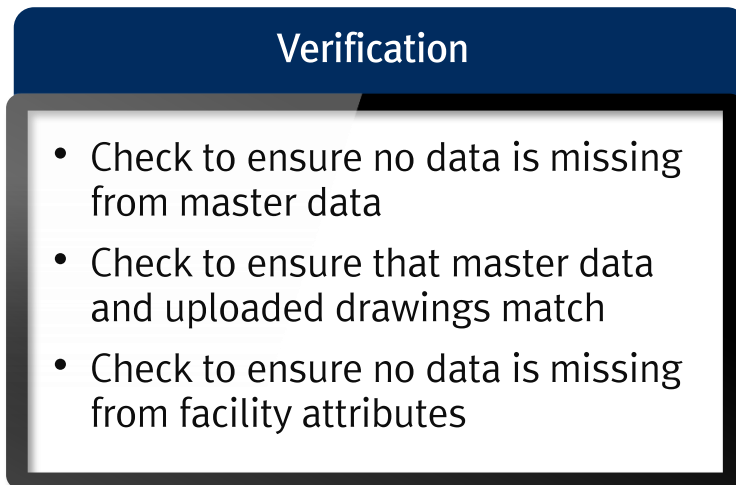 Verification
• Check to ensure no data is missing
from master data
• Check to ensure that master data
and uploaded drawings match
• Check to ensure no data is missing
from facility attributes